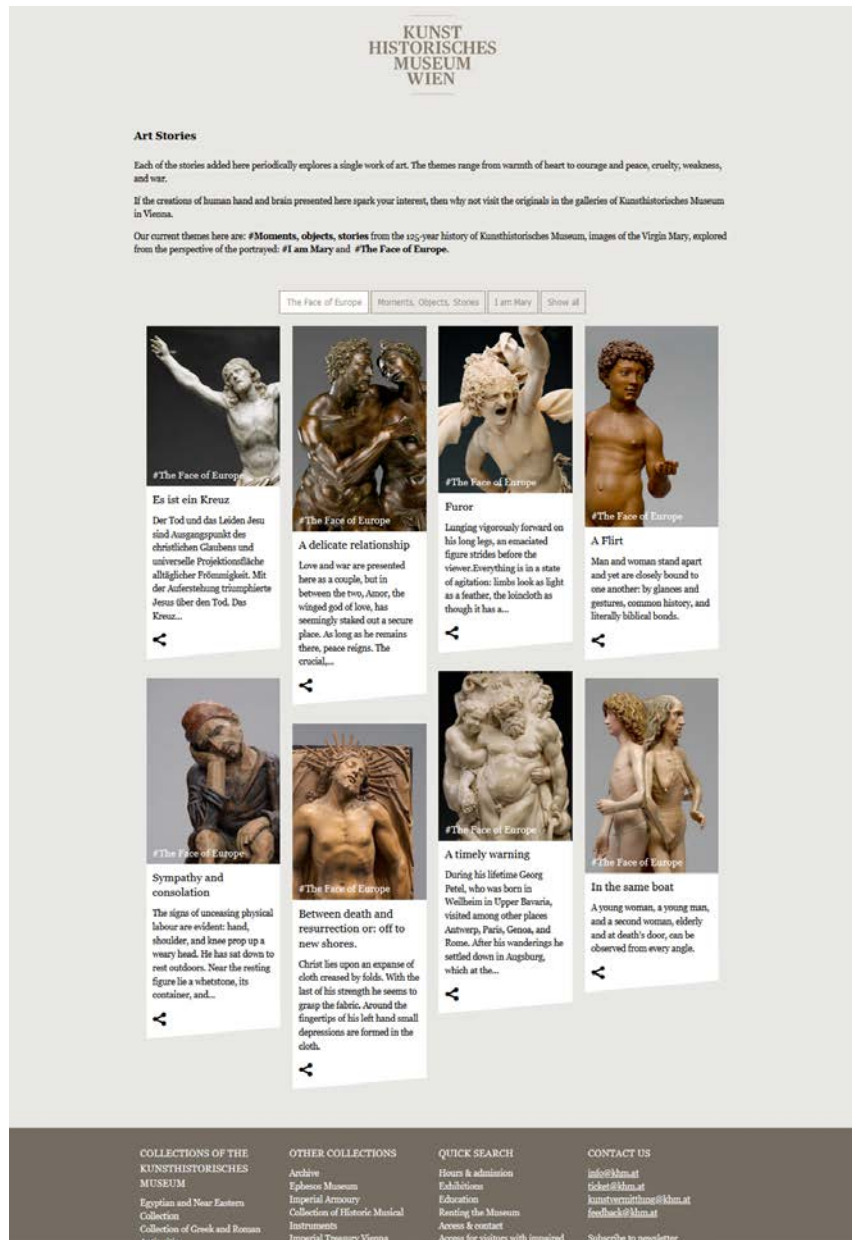 KUNST
HISTORISCHES
MUSEUM
WIEN
Art Stories
Each of the stories added here periodically explores a single work of art. The themes range from warmth of heart to courage and peace, cruelty, weakness,
and war.
If the creations of human hand and brain presented here spark your interest, then why not visit the originals in the galleries of Kunsthistorisches Museum
in Vienna.
Our current themes here are: #Moments, objects, stories from the 125-year history of Kunsthistorisches Museum, images of the Virgin Mary, explored
from the perspective of the portrayed: #I am Mary and #The Face of Europe.
The Face of Europe
Moments, Objects, Stories
I am Mary
Show all
#The Face of Europe
Es ist ein Kreuz
Der Tod und das Leiden Jesu
sind Ausgangspunkt des
christlichen Glaubens und
universelle Projektionsfläche
alltäglicher Frömmigkeit. Mit
der Auferstehung triumphierte
Jesus über den Tod. Das
Kreuz...
#The Face of Europe
A delicate relationship
Love and war are presented
here as a couple, but in
between the two, Amor, the
winged god of love, has
seemingly staked out a secure
place. As long as he remains
there, peace reigns. The
crucial,...
#The Face of Europe
Furor
Lunging vigorously forward on
his long legs, an emaciated
figure strides before the
viewer.Everything is in a state
of agitation: limbs look as light
as a feather, the loincloth as
though it has a...
#The Face of Europe
A Flirt
Man and woman stand apart
and yet are closely bound to
one another: by glances and
gestures, common history, and
literally biblical bonds.
#The Face of Europe
Sympathy and
consolation
The signs of unceasing physical
labour are evident: hand,
shoulder, and knee prop up a
weary head. He has sat down to
rest outdoors. Near the resting
figure lie a whetstone, its
container, and...
#The Face of Europe
Between death and
resurrection or: off to
new shores.
Christ lies upon an expanse of
cloth creased by folds. With the
last of his strength he seems to
grasp the fabric. Around the
fingertips of his left hand small
depressions are formed in the
cloth.
#The Face of Europe
A timely warning
During his lifetime Georg
Petel, who was born in
Weilheim in Upper Bavaria,
visited among other places
Antwerp, Paris, Genoa, and
Rome. After his wanderings he
settled down in Augsburg,
which at the...
#The Face of Europe
In the same boat
A young woman, a young man,
and a second woman, elderly
and at death's door, can be
observed from every angle.
COLLECTIONS OF THE
KUNSTHISTORISCHES
MUSEUM
Egyptian and Near Eastern
Collection
Collection of Greek and Roman
OTHER COLLECTIONS
Archive
Ephesos Museum
Imperial Armoury
Collection of Historic Musical
Instruments
Imperial Treasury Vienna
QUICK SEARCH
Hours & admission
Exhibitions
Education
Renting the Museum
Access & contact
Access for visitors with impaired
CONTACT US
info@khm.at
ticket@khm.at
kunstvermittlung@khm.at
feedback@khm.at
Subscribe to newsletter